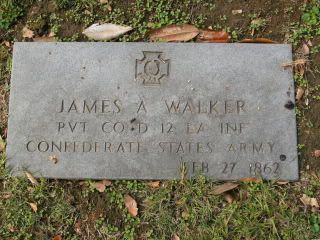 JAMES A WALKER
PVT CO D 12 LA INF
CONFEDERATE STATES ARMY
FEB 27 1862